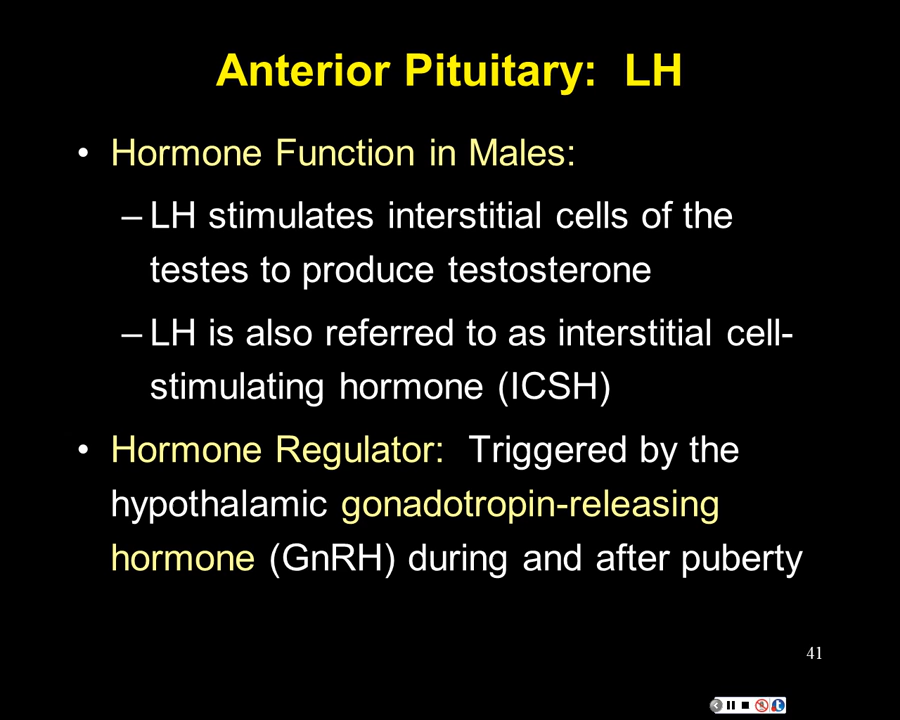 Anterior Pituitary:  LH
• Hormone Function in Males:
– LH stimulates interstitial cells of the
testes to produce testosterone
– LH is also referred to as interstitial cell-
stimulating hormone (ICSH)
• Hormone Regulator:  Triggered by the
hypothalamic gonadotropin-releasing
hormone (GnRH) during and after puberty
41